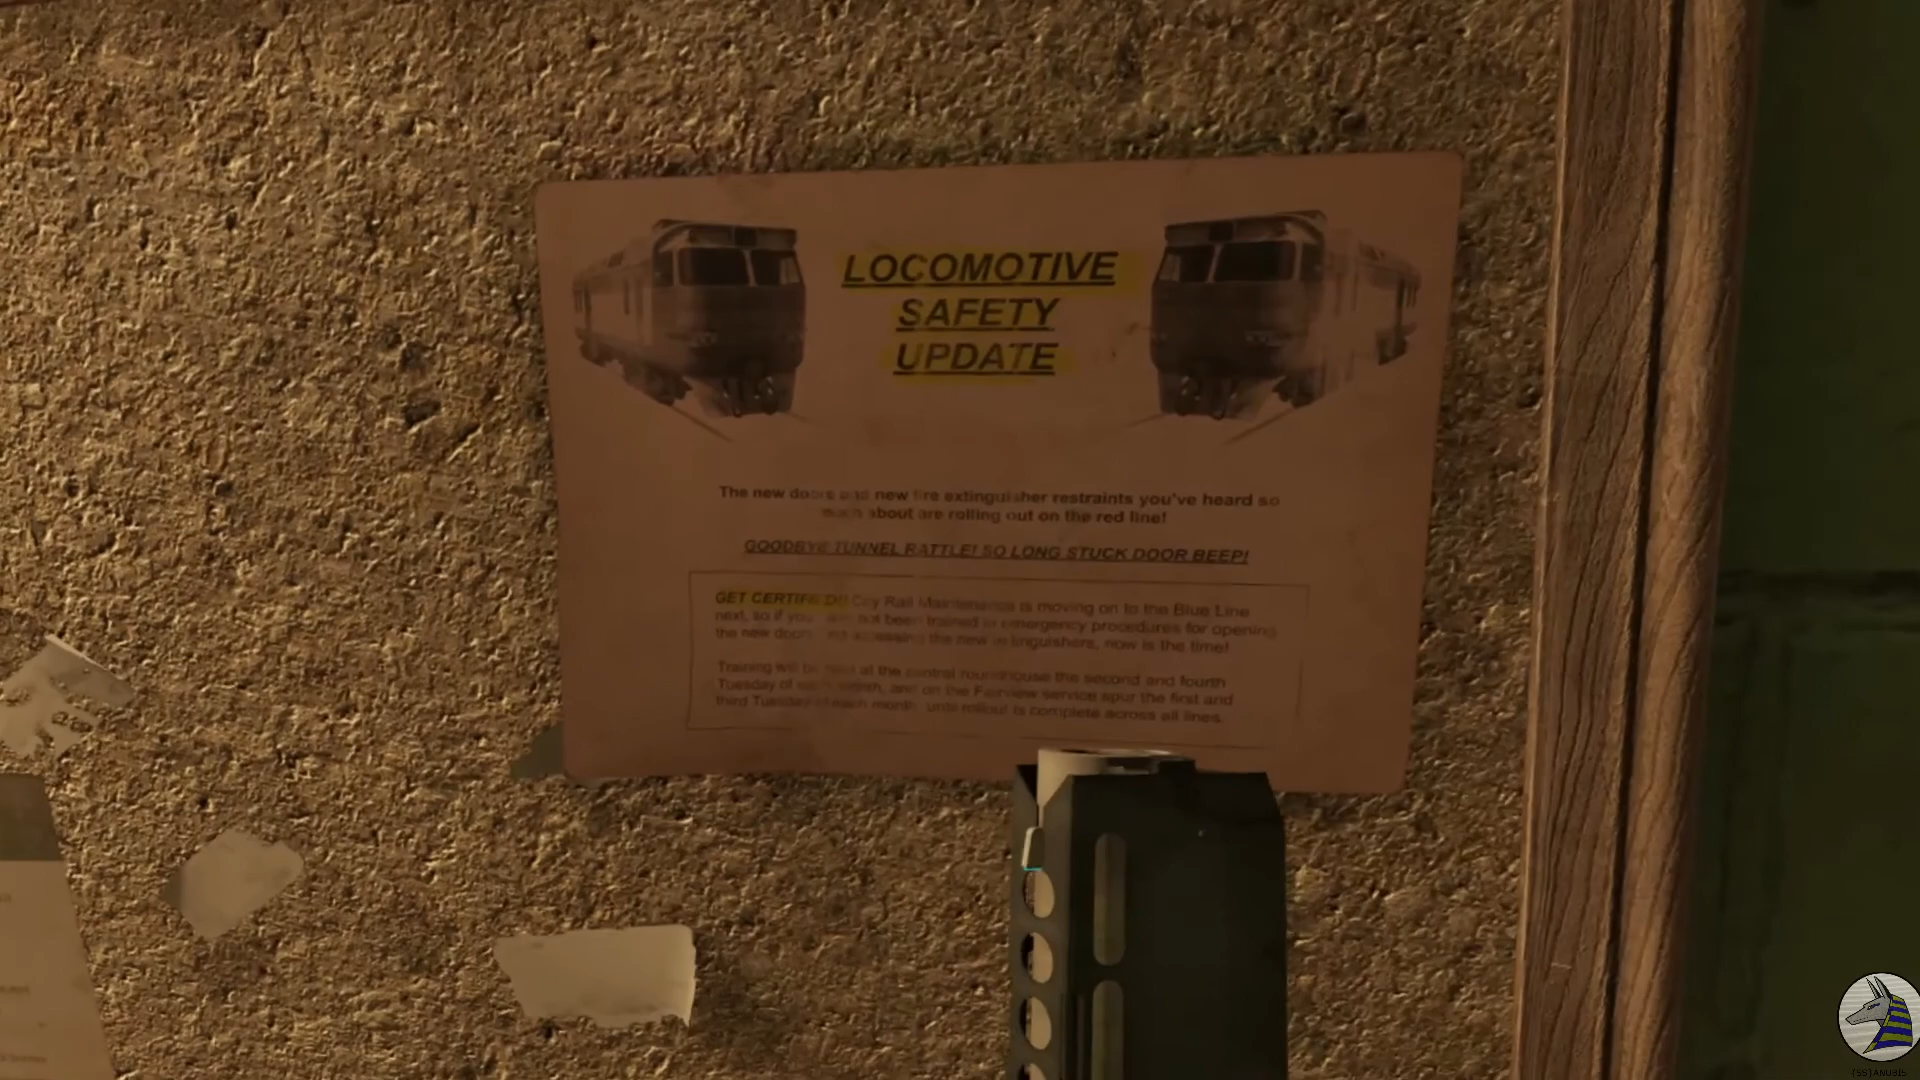 LOCOMOTIVE
SAFETY
UPDATE
The new doors and new fire extinguisher restraints you've heard so
much about are rolling out on the red line!
GOODBYE TUNNEL RATTLE! SO LONG STUCK DOOR BEEP!
GET CERTIFIED! City Rail Maintenance is moving on to the Blue Line
next, so if you have not been trained in emergency procedures for opening
the new doors and accessing the new extinguishers, now is the time!
Training will be held at the central roundhouse the second and fourth
Tuesday of each month, and on the Fairview service spur the first and
third Tuesday of each month until rollout is complete across all lines.
TSSTANUBIS